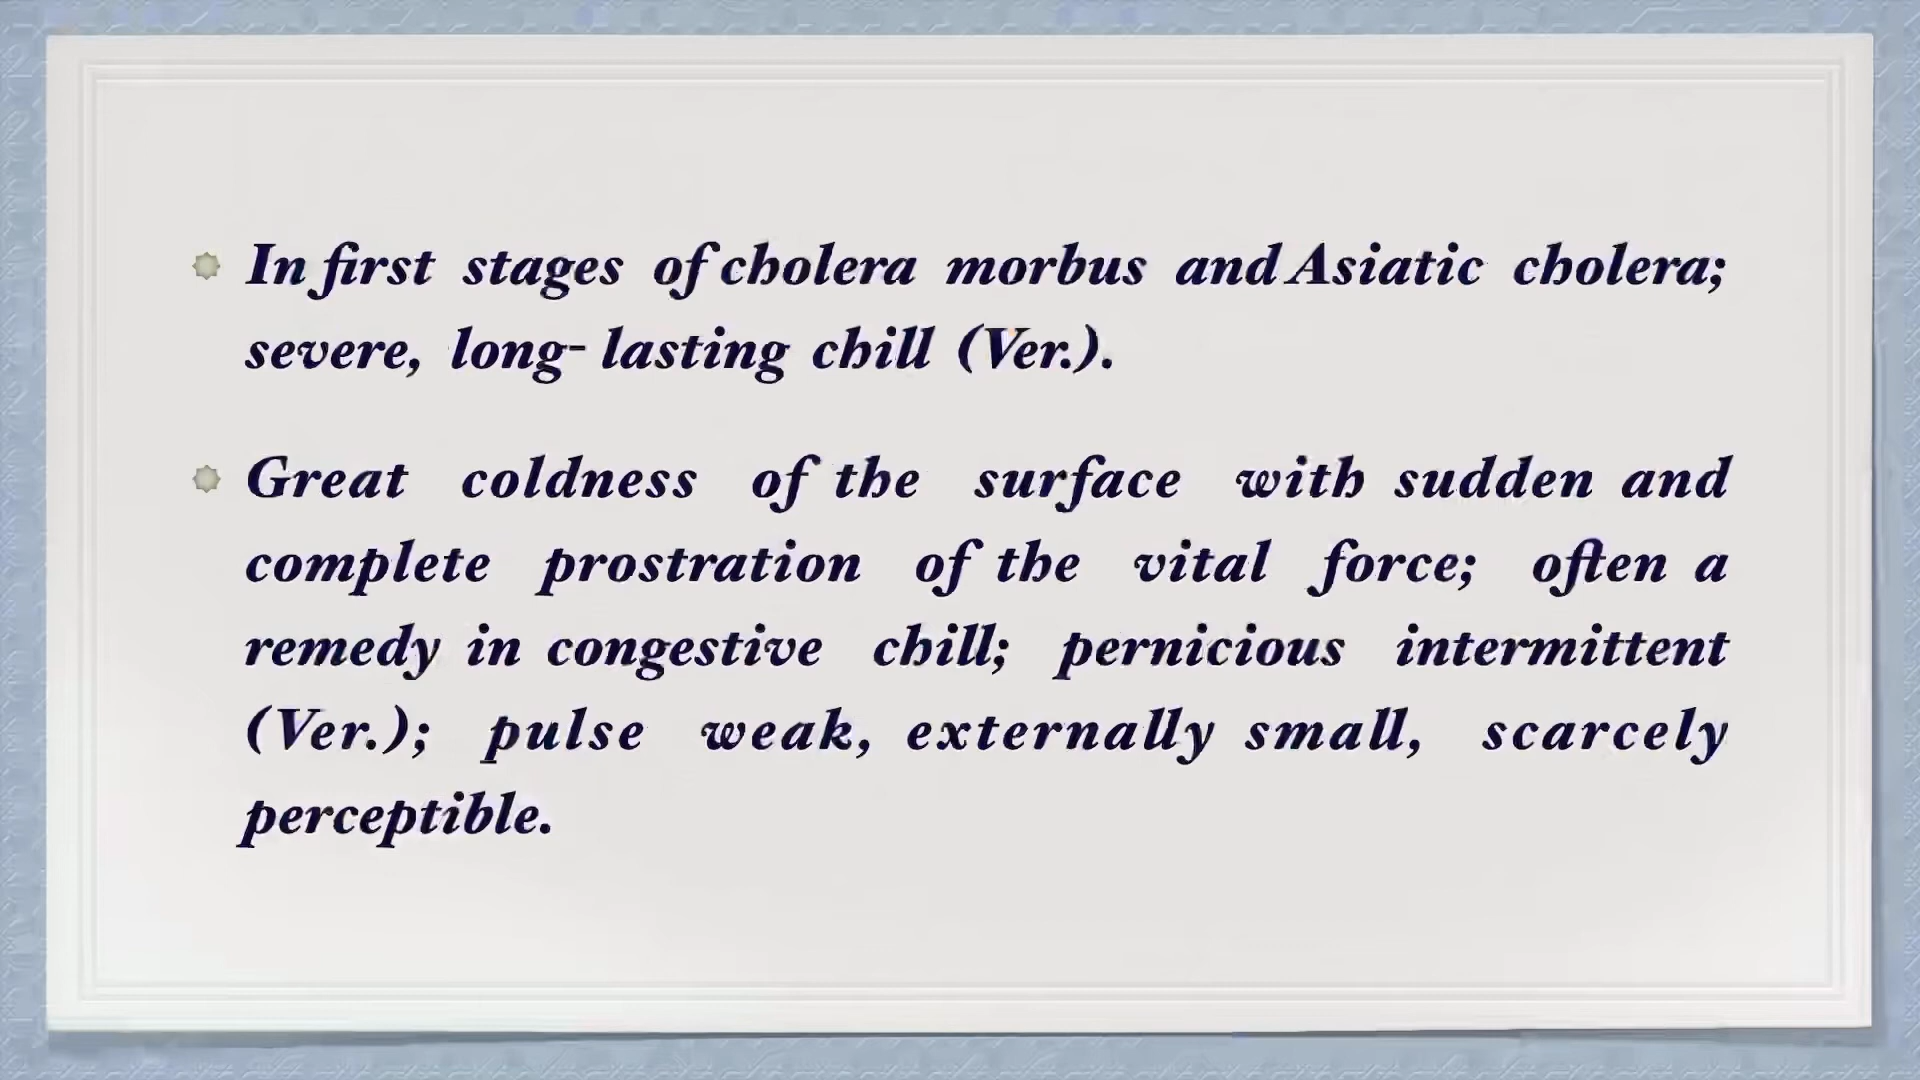 In first stages of cholera morbus and Asiatic cholera;
severe, long- lasting chill (Ver.).
Great coldness of the surface with sudden and
complete prostration of the vital force; often a
remedy in congestive chill; pernicious intermittent
(Ver.); pulse weak, externally small, scarcely
perceptible.